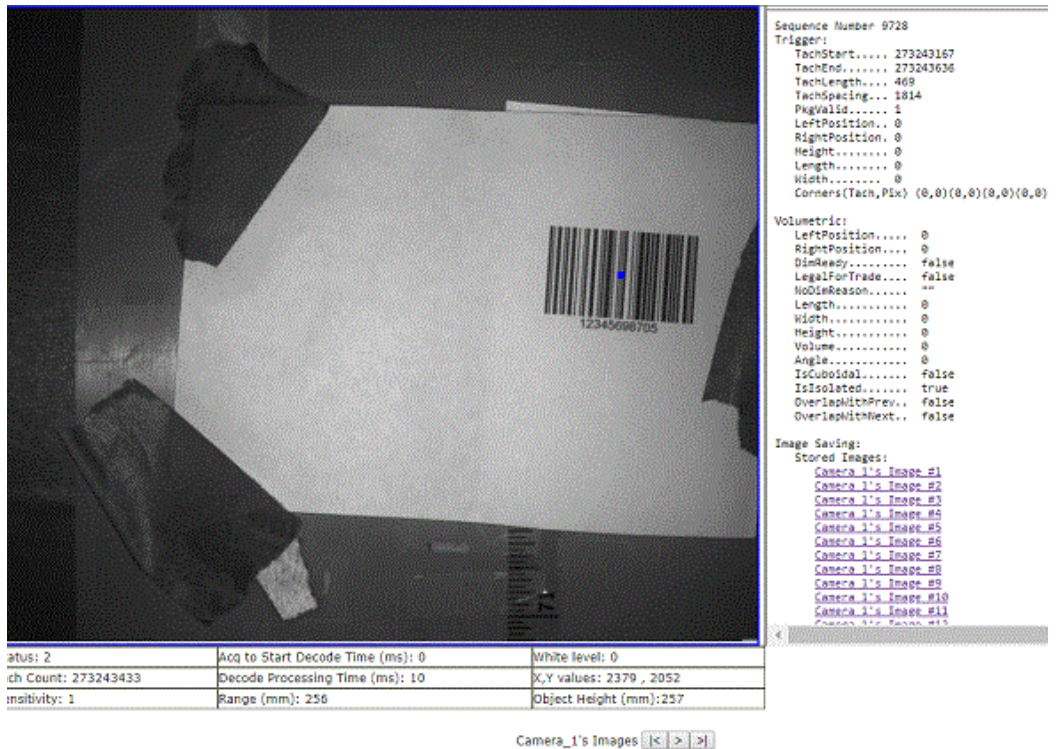 12345698705
71
Sequence Number 9728
Trigger:
TachStart..... 273243167
TachEnd....... 273243636
TachLength.... 469
TachSpacing... 1814
PkgValid...... 1
LeftPosition.. 0
RightPosition. 0
Height........ 0
Length........ 0
Width........ 0
Corners(Tach,Pix) (0,0)(0,0)(0,0)(0,0)
Volumetric:
LeftPosition..... 0
RightPosition.... 0
DimReady......... false
LegalForTrade.... false
NoDimReason...... ""
Length........... 0
Width............ 0
Height........... 0
Volume........... 0
Angle............ 0
IsCuboidal....... false
IsIsolated....... true
OverlapWithPrev.. false
OverlapWithNext.. false
Image Saving:
Stored Images:
Camera 1's Image #1
Camera 1's Image #2
Camera 1's Image #3
Camera 1's Image #4
Camera 1's Image #5
Camera 1's Image #6
Camera 1's Image #7
Camera 1's Image #8
Camera 1's Image #9
Camera 1's Image #10
Camera 1's Image #11
atus: 2 Acq to Start Decode Time (ms): 0 White level: 0
ch Count: 273243433 Decode Processing Time (ms): 10 X,Y values: 2379 , 2052
ensitivity: 1 Range (mm): 256 Object Height (mm):257
Camera_1's Images |< > >|